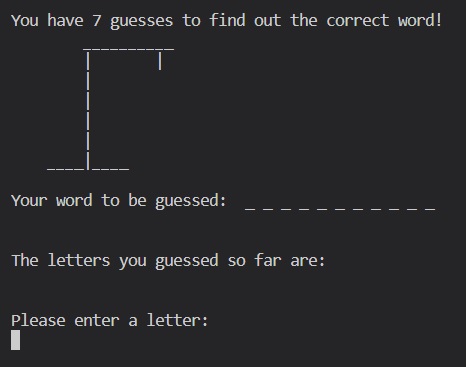 You have 7 guesses to find out the correct word!
Your word to be guessed: _ _ _ _ _ _ _ _ _ _ _
The letters you guessed so far are:
Please enter a letter: